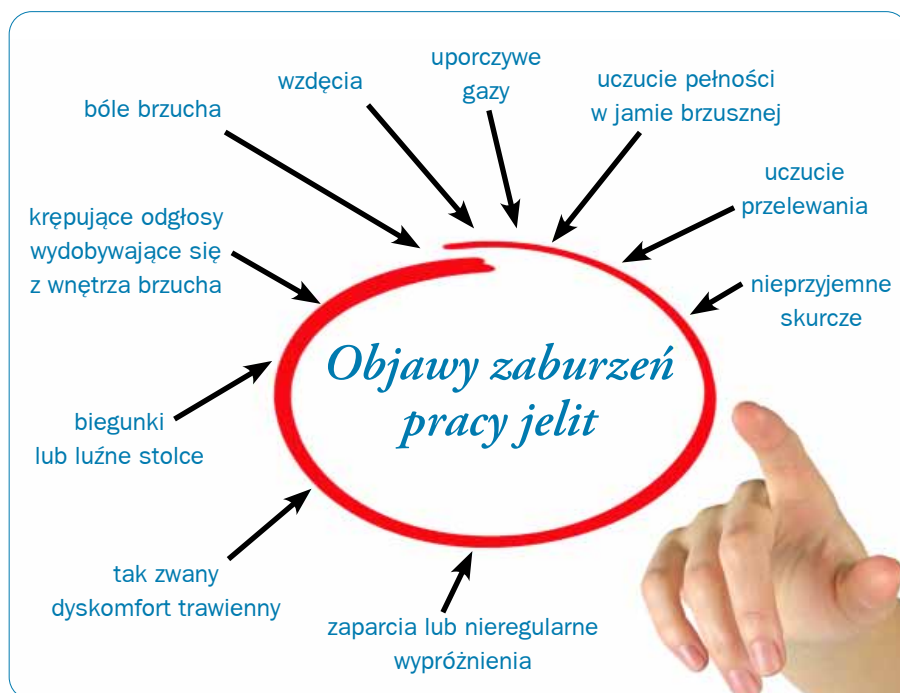 uporczywe
gazy
wzdęcia
uczucie pełności
w jamie brzusznej
bóle brzucha
uczucie
przelewania
krępujące odgłosy
wydobywające się
z wnętrza brzucha
nieprzyjemne
skurcze
Objawy zaburzeń
pracy jelit
biegunki
lub luźne stolce
tak zwany
dyskomfort trawienny
zaparcia lub nieregularne
wypróżnienia